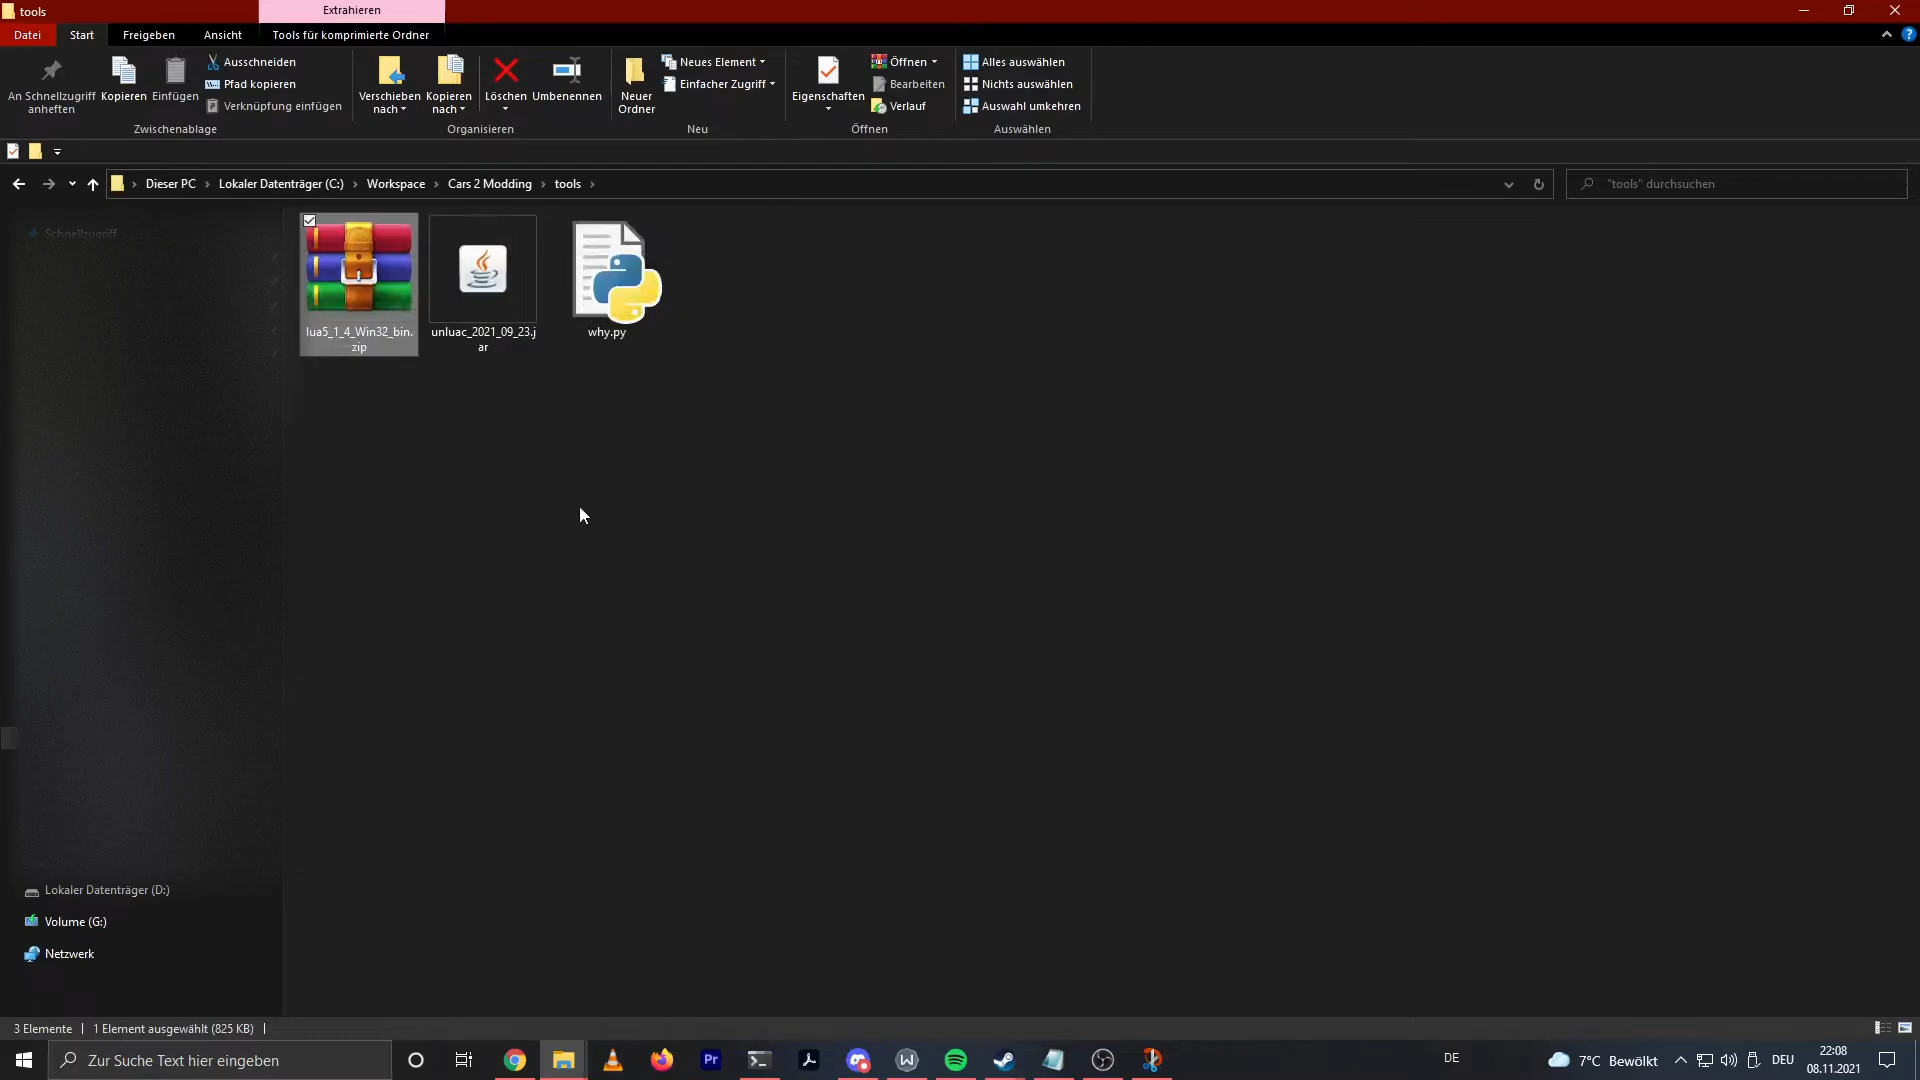 tools
Extrahieren
Datei
Start
Freigeben
Ansicht
Tools für komprimierte Ordner
An Schnellzugriff
anheften
Kopieren
Einfügen
Ausschneiden
Pfad kopieren
Verknüpfung einfügen
Zwischenablage
Verschieben
nach
Kopieren
nach
Löschen
Umbenennen
Organisieren
Neuer
Ordner
Neues Element
Einfacher Zugriff
Neu
Eigenschaften
Öffnen
Bearbeiten
Verlauf
Öffnen
Alles auswählen
Nichts auswählen
Auswahl umkehren
Auswählen
Dieser PC › Lokaler Datenträger (C:) › Workspace › Cars 2 Modding › tools ›
"tools" durchsuchen
Schnellzugriff
lua5_1_4_Win32_bin.
zip
unluac_2021_09_23.j
ar
why.py
Lokaler Datenträger (D:)
Volume (G:)
Netzwerk
3 Elemente
1 Element ausgewählt (825 KB)
Zur Suche Text hier eingeben
Pr
W
DE
7°C Bewölkt
DEU
22:08
08.11.2021